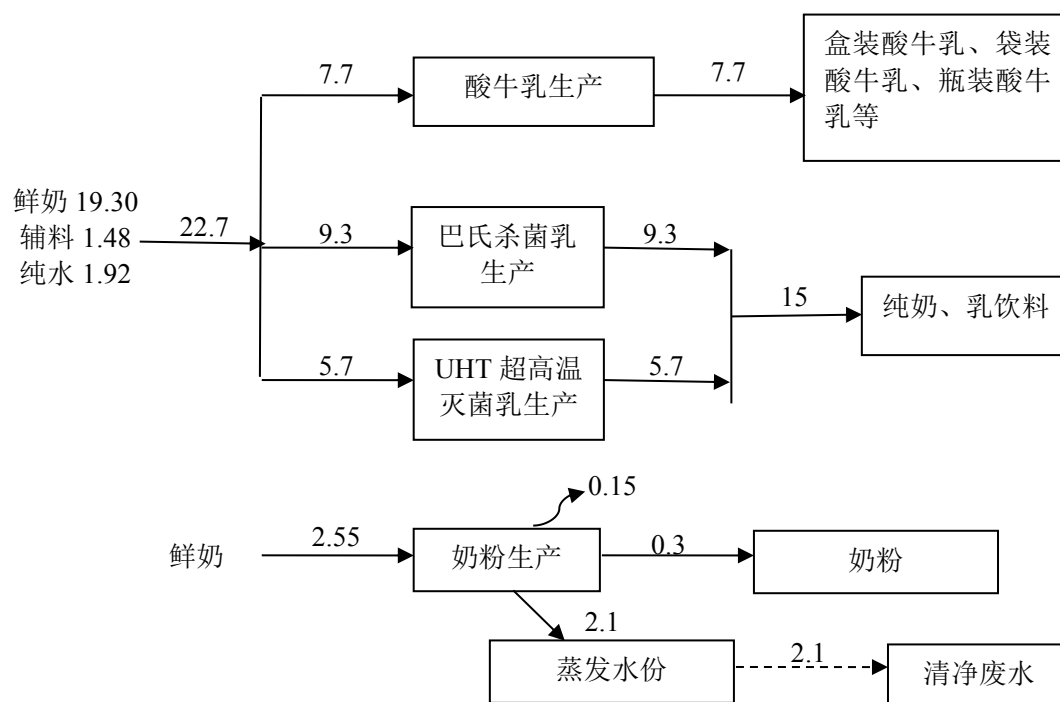 7.7
酸牛乳生产
7.7
盒装酸牛乳、袋装
酸牛乳、瓶装酸牛
乳等
鲜奶 19.30
辅料 1.48
纯水 1.92
22.7
9.3
巴氏杀菌乳
生产
9.3
15
纯奶、乳饮料
5.7
UHT 超高温
灭菌乳生产
5.7
0.15
鲜奶
2.55
奶粉生产
0.3
奶粉
2.1
蒸发水份
2.1
清净废水